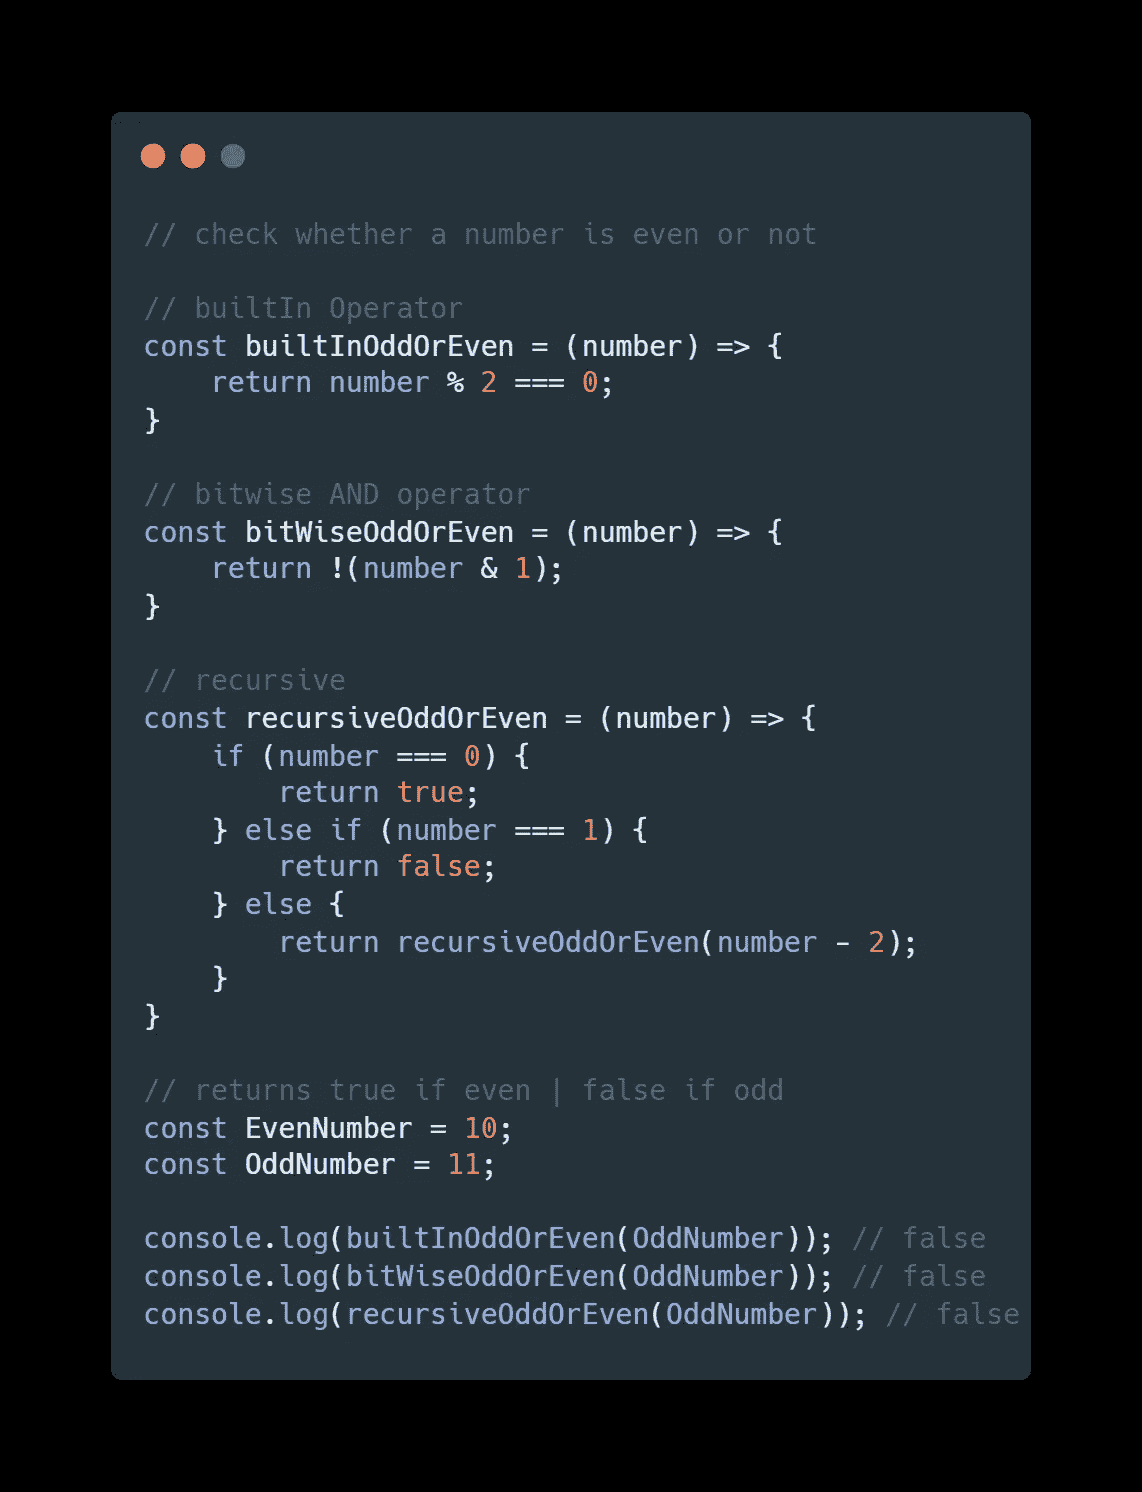 // check whether a number is even or not
// builtIn Operator
const builtInOddOrEven = (number) => {
    return number % 2 === 0;
}
// bitwise AND operator
const bitWiseOddOrEven = (number) => {
    return !(number & 1);
}
// recursive
const recursiveOddOrEven = (number) => {
    if (number === 0) {
        return true;
    } else if (number === 1) {
        return false;
    } else {
        return recursiveOddOrEven(number - 2);
    }
}
// returns true if even | false if odd
const EvenNumber = 10;
const OddNumber = 11;
console.log(builtInOddOrEven(OddNumber)); // false
console.log(bitWiseOddOrEven(OddNumber)); // false
console.log(recursiveOddOrEven(OddNumber)); // false